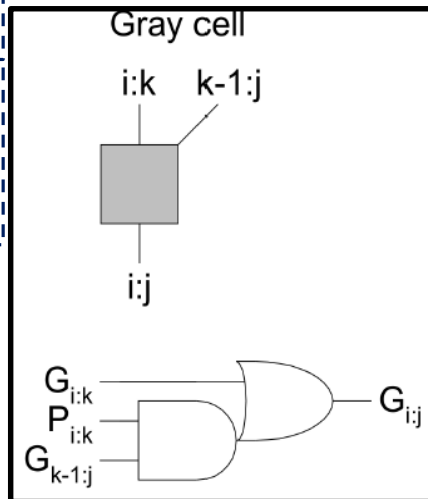 Gray cell
i:k k-1:j
i:j
G_{i:k}
P_{i:k}
G_{k-1:j}
G_{i:j}